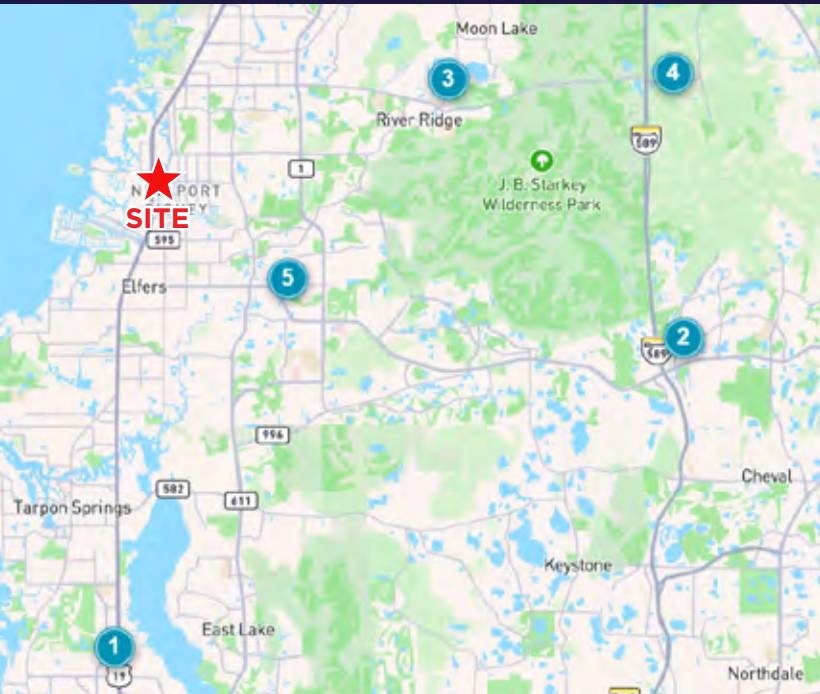 Moon Lake
3
4
River Ridge
589
1
J. B. Starkey
Wilderness Park
SITE
595
5
Elfers
2
589
996
Cheval
582
611
Tarpon Springs
Keystone
East Lake
1
19
Northdale